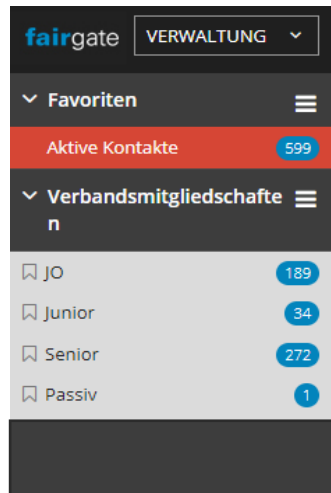 fairgate VERWALTUNG
Favoriten
Aktive Kontakte 599
Verbandsmitgliedschafte
n
JO 189
Junior 34
Senior 272
Passiv 1